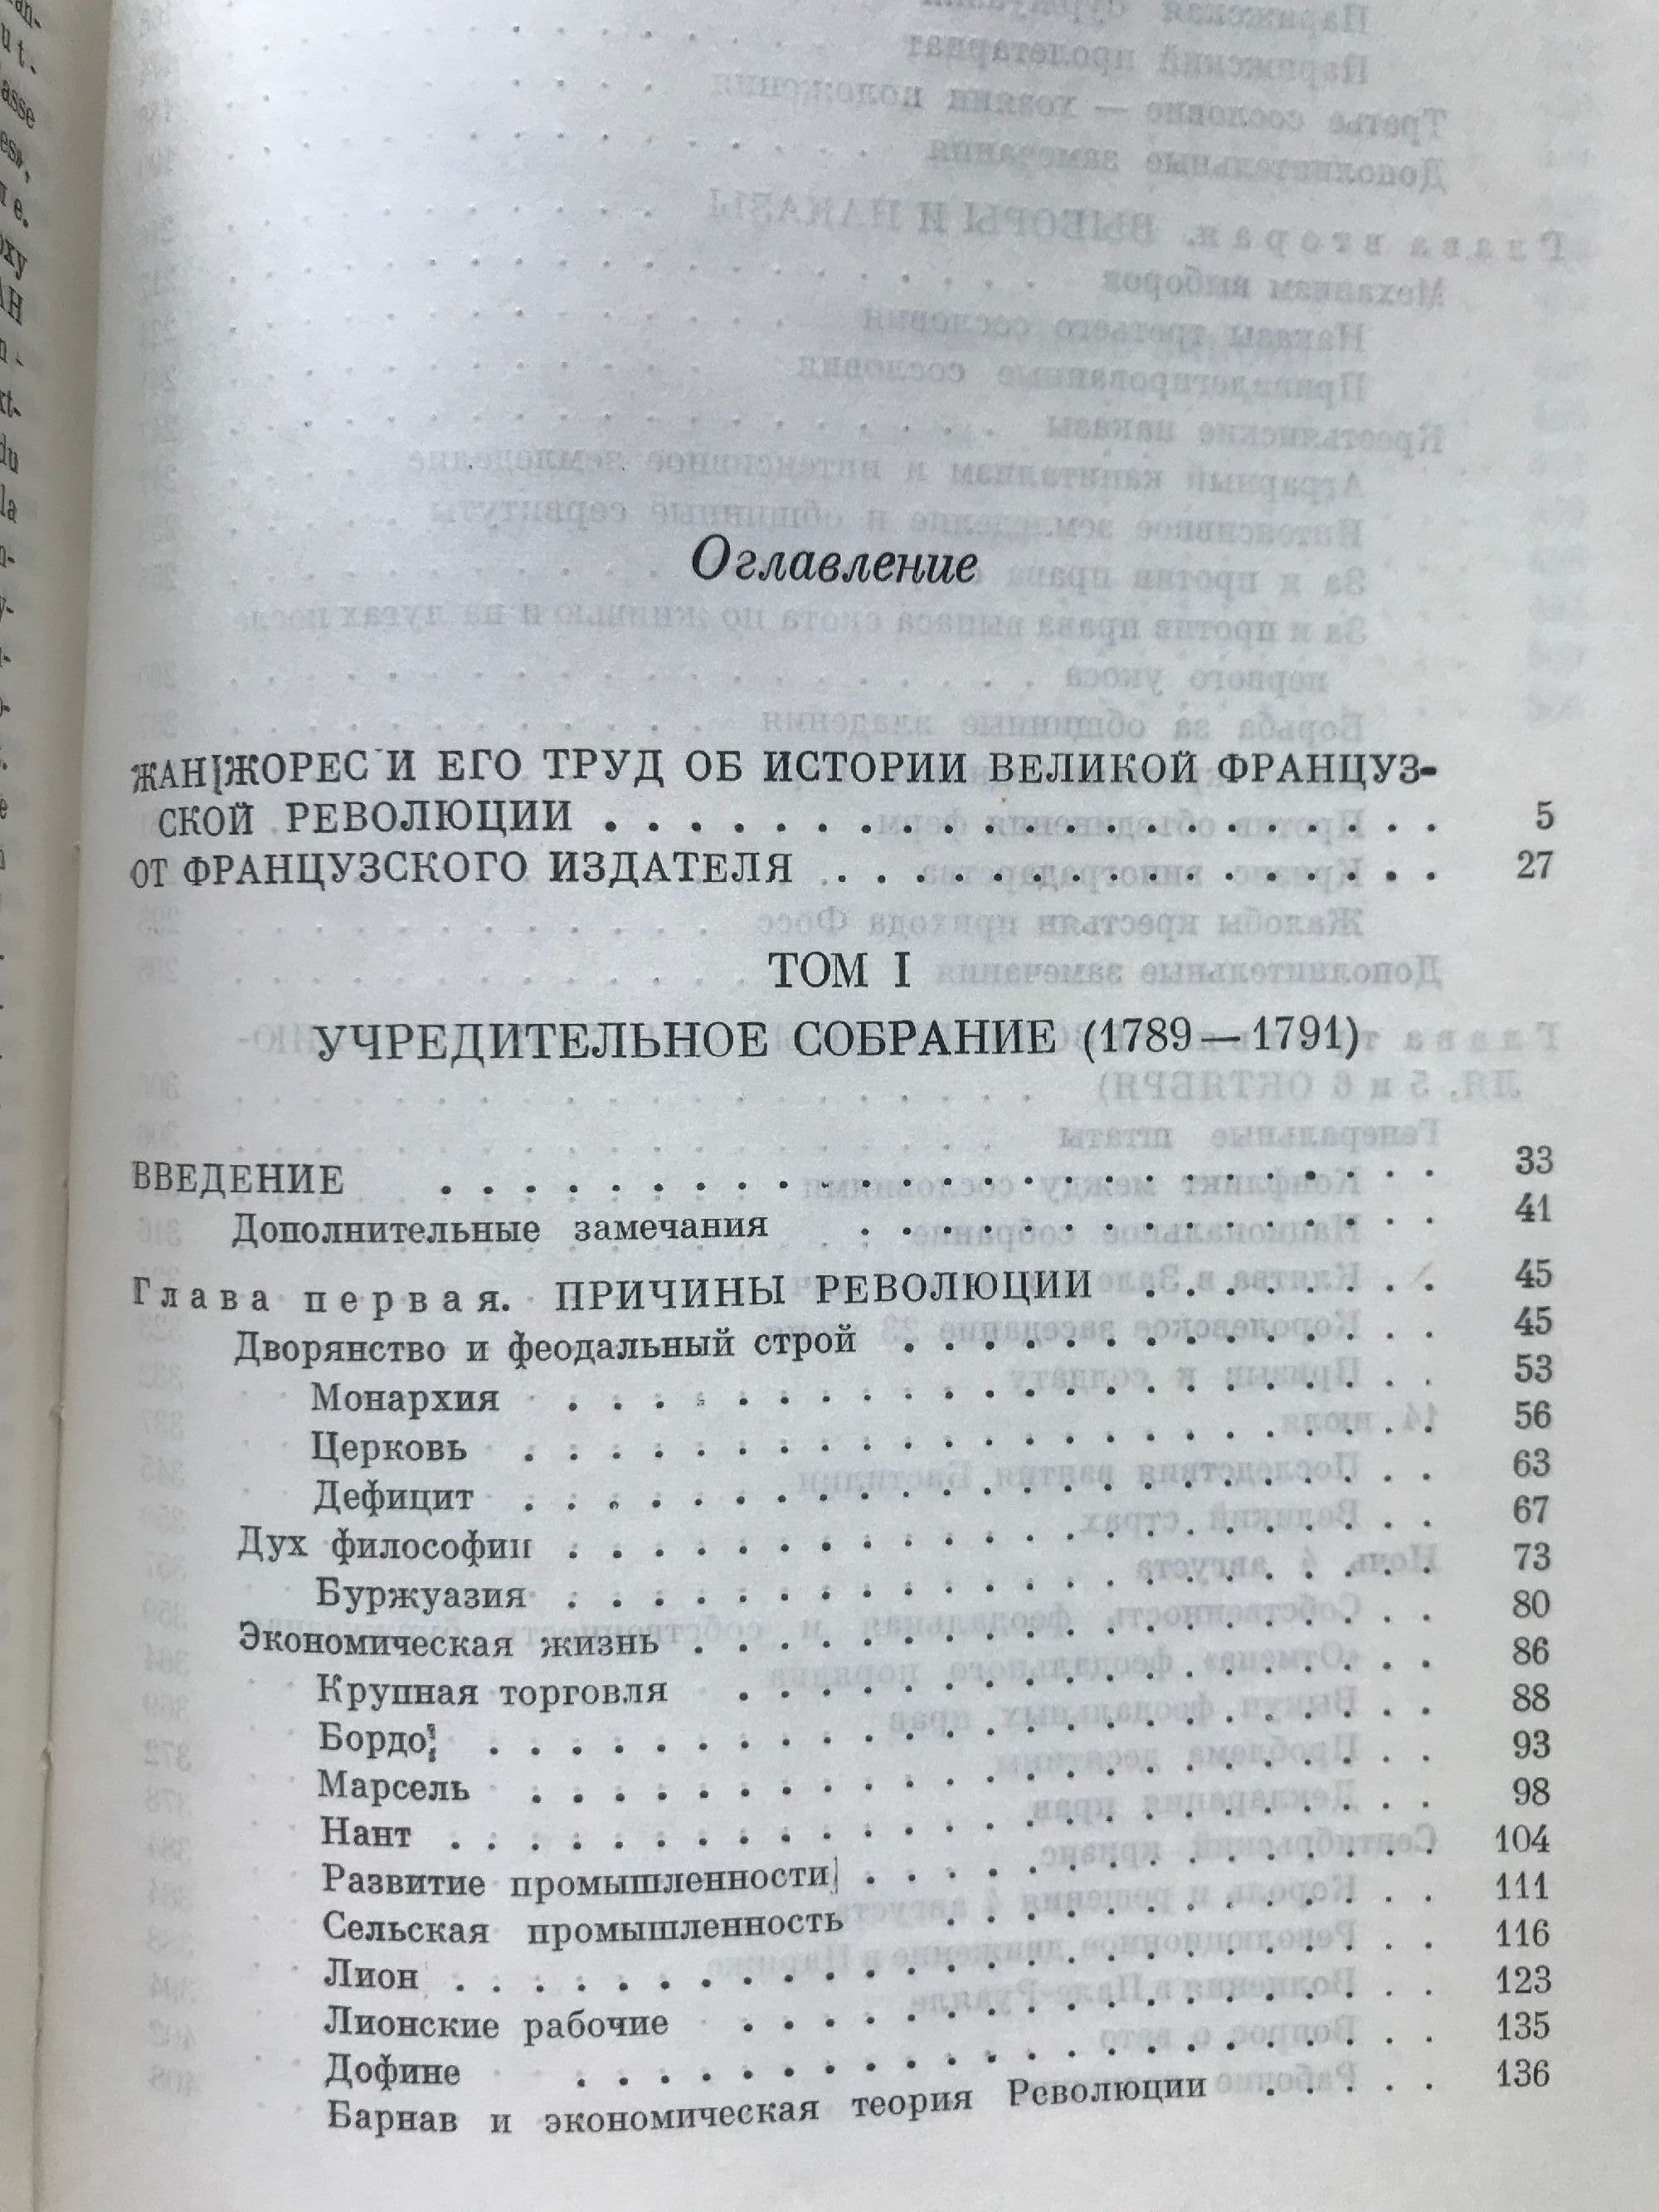 Оглавление
ЖАН ЖОРЕС И ЕГО ТРУД ОБ ИСТОРИИ ВЕЛИКОЙ ФРАНЦУЗ-
СКОЙ РЕВОЛЮЦИИ . . . . . . . . . . . . . . . . . . . . 5
ОТ ФРАНЦУЗСКОГО ИЗДАТЕЛЯ . . . . . . . . . . . . . . . 27
ТОМ I
УЧРЕДИТЕЛЬНОЕ СОБРАНИЕ (1789—1791)
ВВЕДЕНИЕ . . . . . . . . . . . . . . . . . . . . . . . . 33
Дополнительные замечания . . . . . . . . . . . . . . 41
Глава первая. ПРИЧИНЫ РЕВОЛЮЦИИ . . . . . . . 45
Дворянство и феодальный строй . . . . . . . . . . . . . 45
Монархия . . . . . . . . . . . . . . . . . . . . . 53
Церковь . . . . . . . . . . . . . . . . . . . . . . 56
Дефицит . . . . . . . . . . . . . . . . . . . . . . 63
Дух философии . . . . . . . . . . . . . . . . . . . . . 67
Буржуазия . . . . . . . . . . . . . . . . . . . . . 73
Экономическая жизнь . . . . . . . . . . . . . . . . . . 80
Крупная торговля . . . . . . . . . . . . . . . . . 86
Бордо . . . . . . . . . . . . . . . . . . . . . . . 88
Марсель . . . . . . . . . . . . . . . . . . . . . . 93
Нант . . . . . . . . . . . . . . . . . . . . . . . . 98
Развитие промышленности . . . . . . . . . . . . . . 104
Сельская промышленность . . . . . . . . . . . . 111
Лион . . . . . . . . . . . . . . . . . . . . . . . . 116
Лионские рабочие . . . . . . . . . . . . . . . . . 123
Дофине . . . . . . . . . . . . . . . . . . . . . 135
Барнав и экономическая теория Революции . . . . . 136